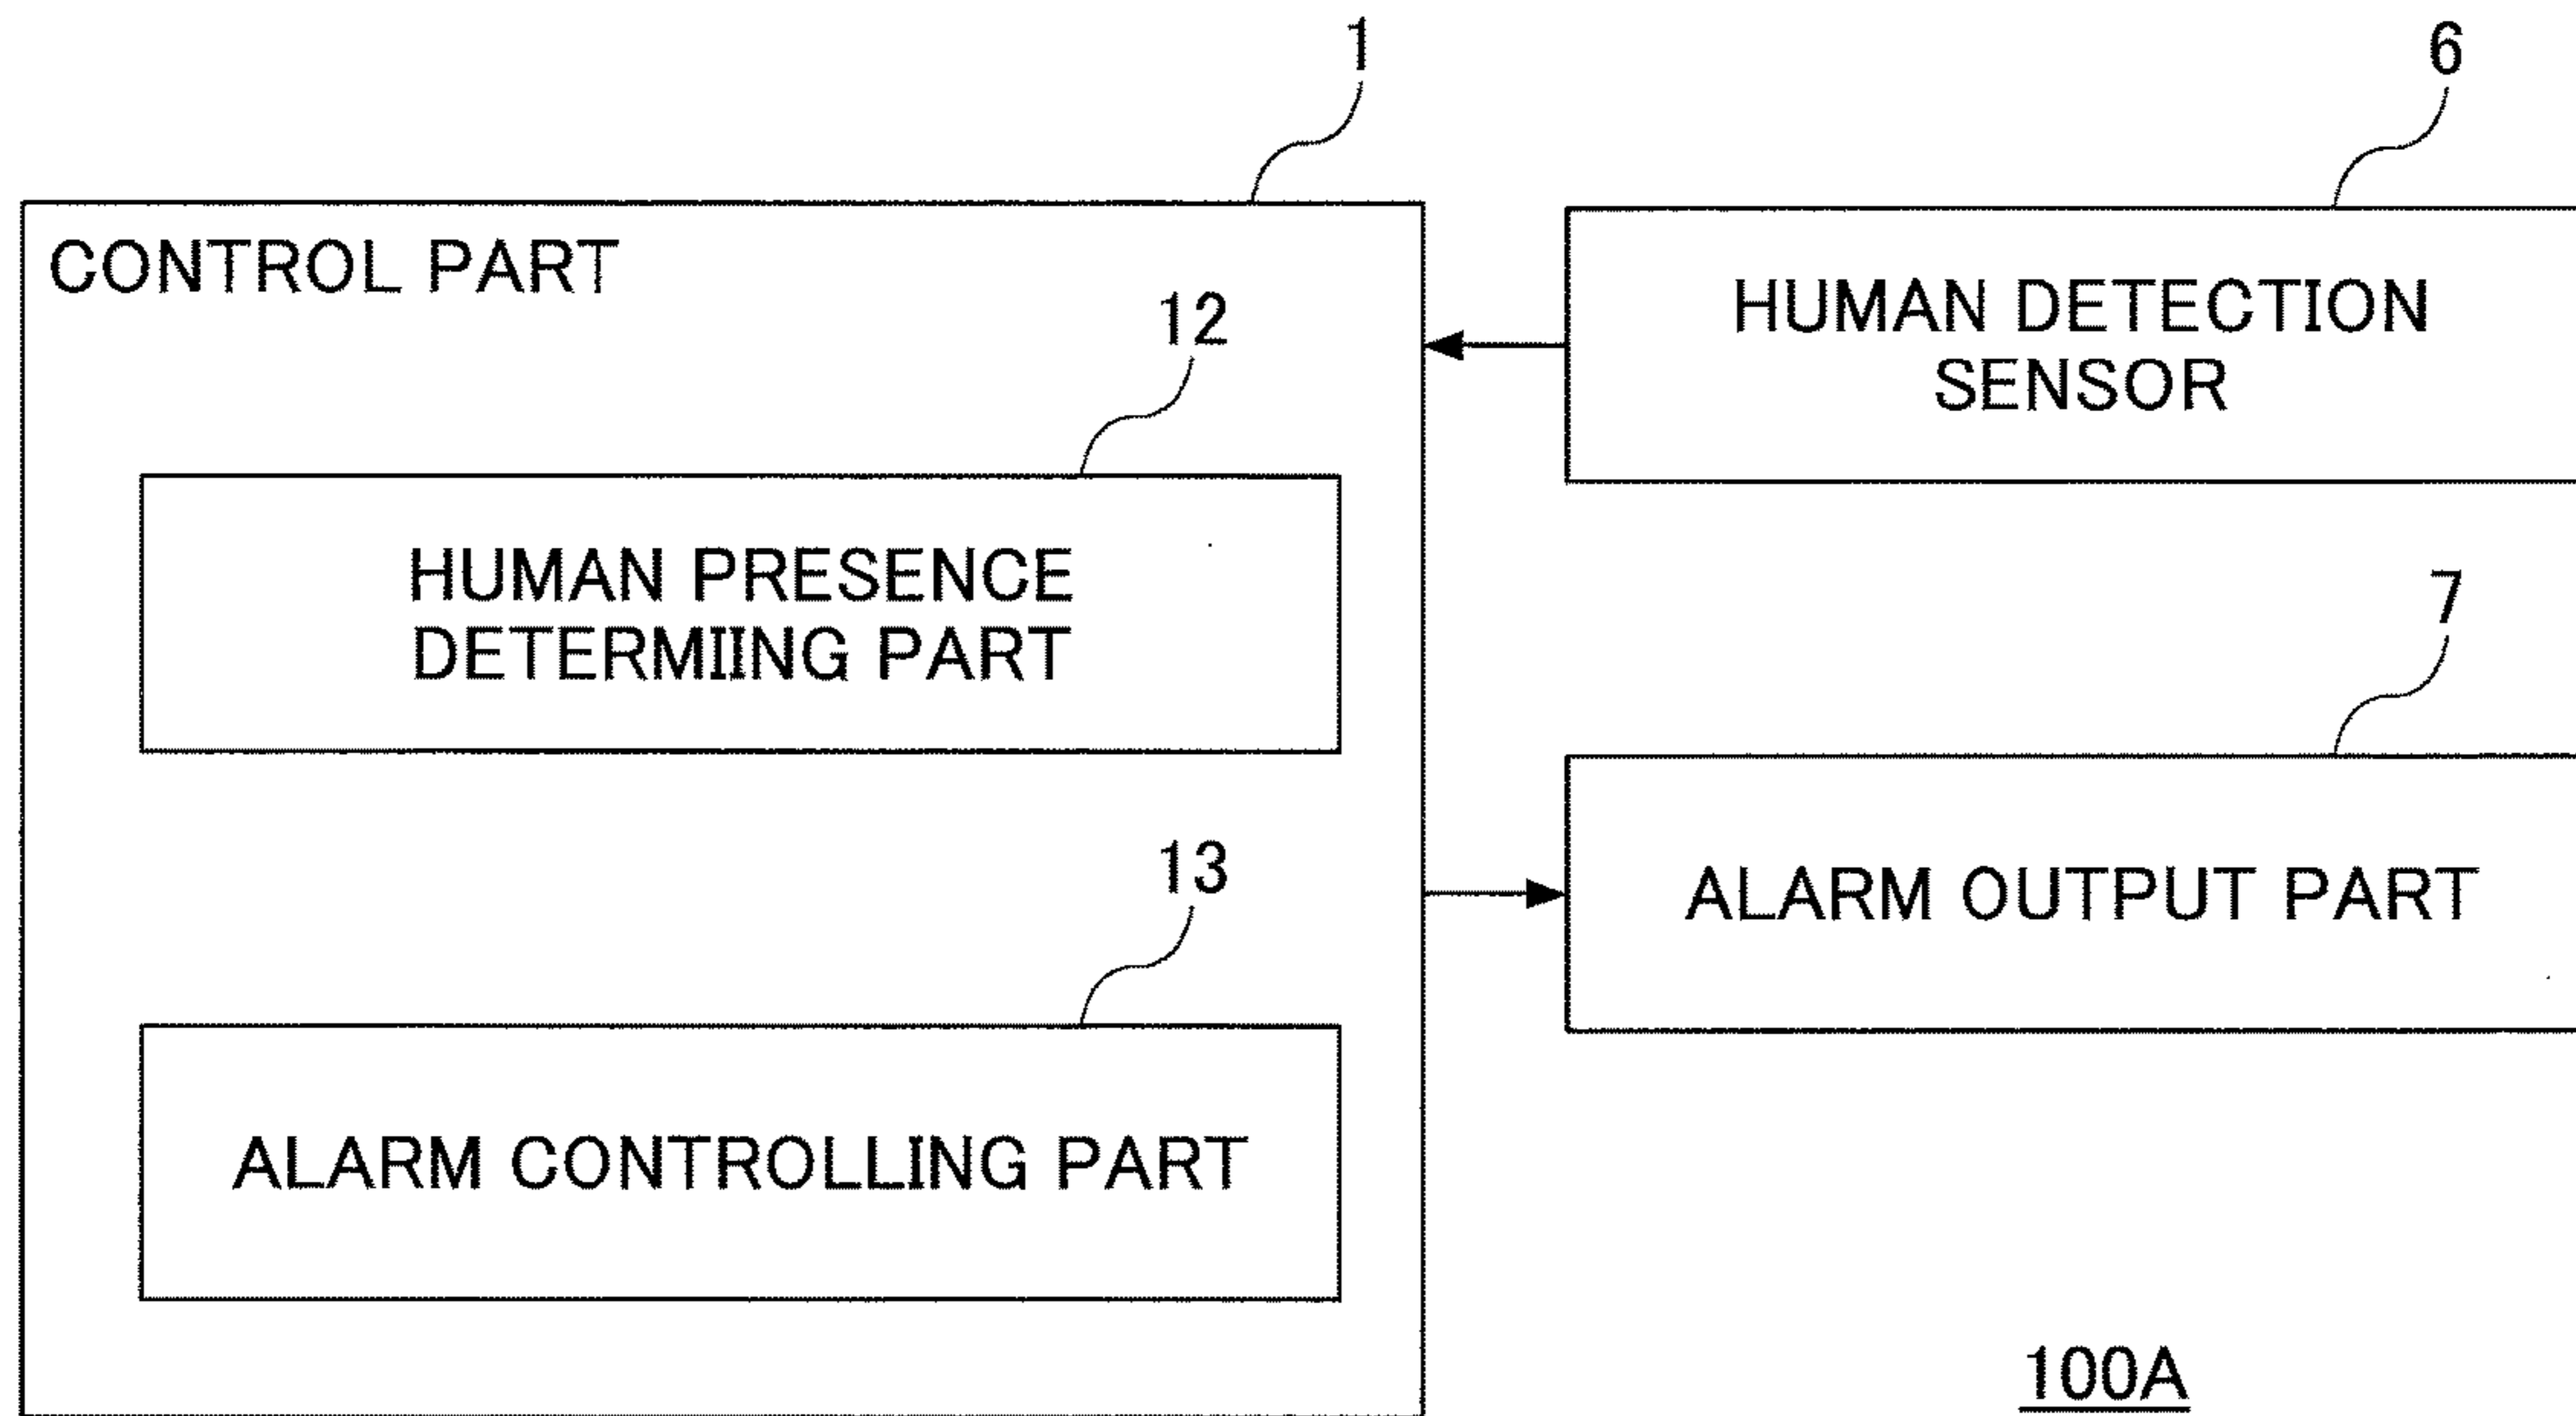 1
6
CONTROL PART
HUMAN DETECTION
SENSOR
12
HUMAN PRESENCE
DETERMIING PART
7
ALARM OUTPUT PART
13
ALARM CONTROLLING PART
100A